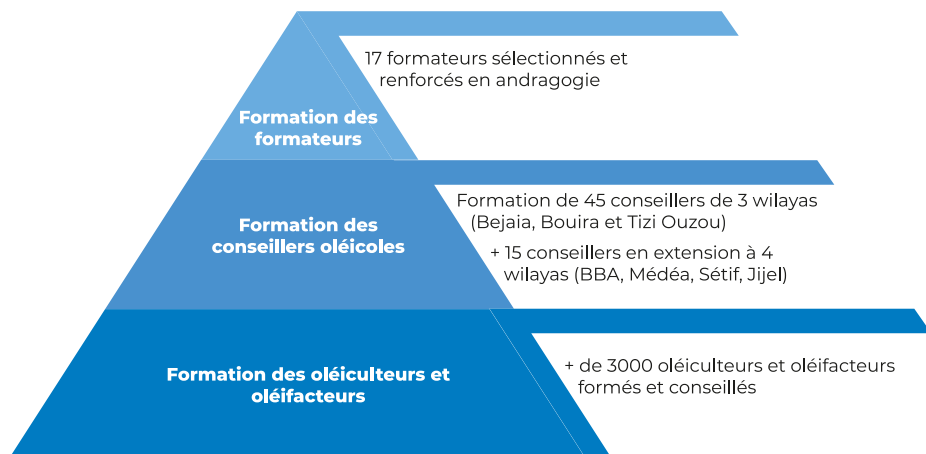 17 formateurs sélectionnés et
renforcés en andragogie
Formation des
formateurs
Formation de 45 conseillers de 3 wilayas
(Bejaia, Bouira et Tizi Ouzou)
+ 15 conseillers en extension à 4
wilayas (BBA, Médéa, Sétif, Jijel)
Formation des
conseillers oléicoles
+ de 3000 oléiculteurs et oléifacteurs
formés et conseillés
Formation des oléiculteurs et
oléifacteurs